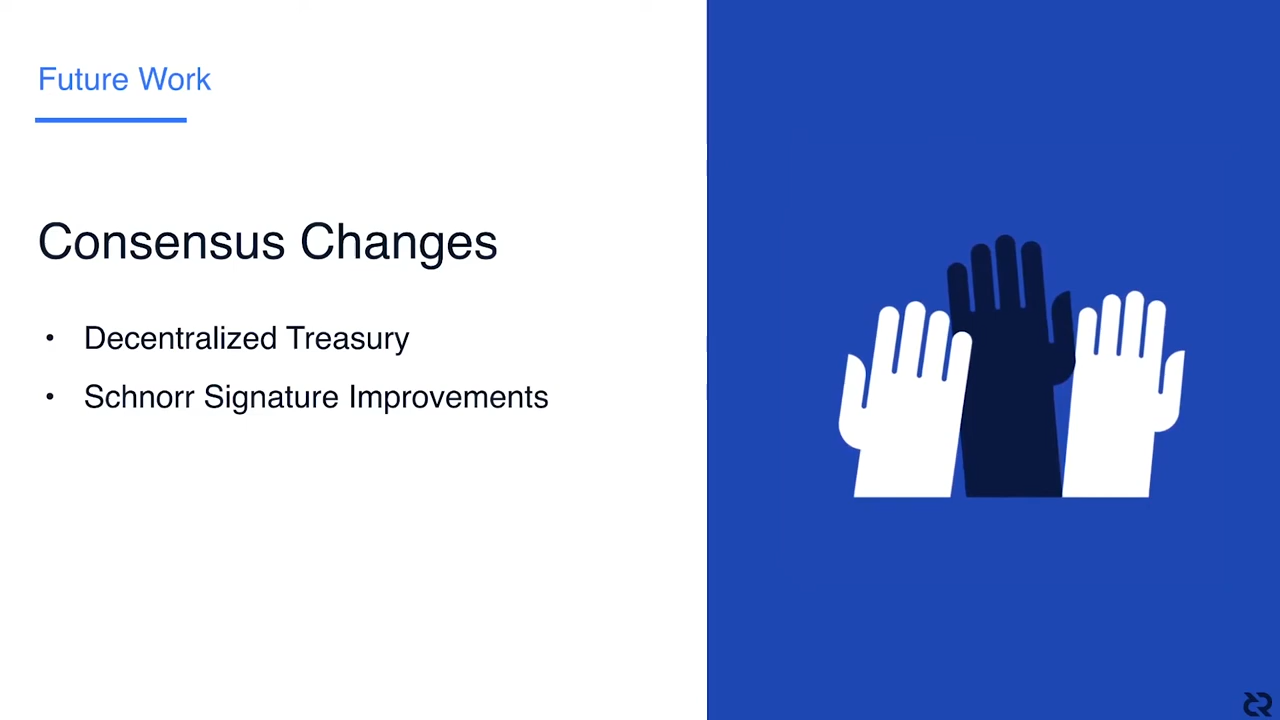 Future Work
Consensus Changes
• Decentralized Treasury
• Schnorr Signature Improvements